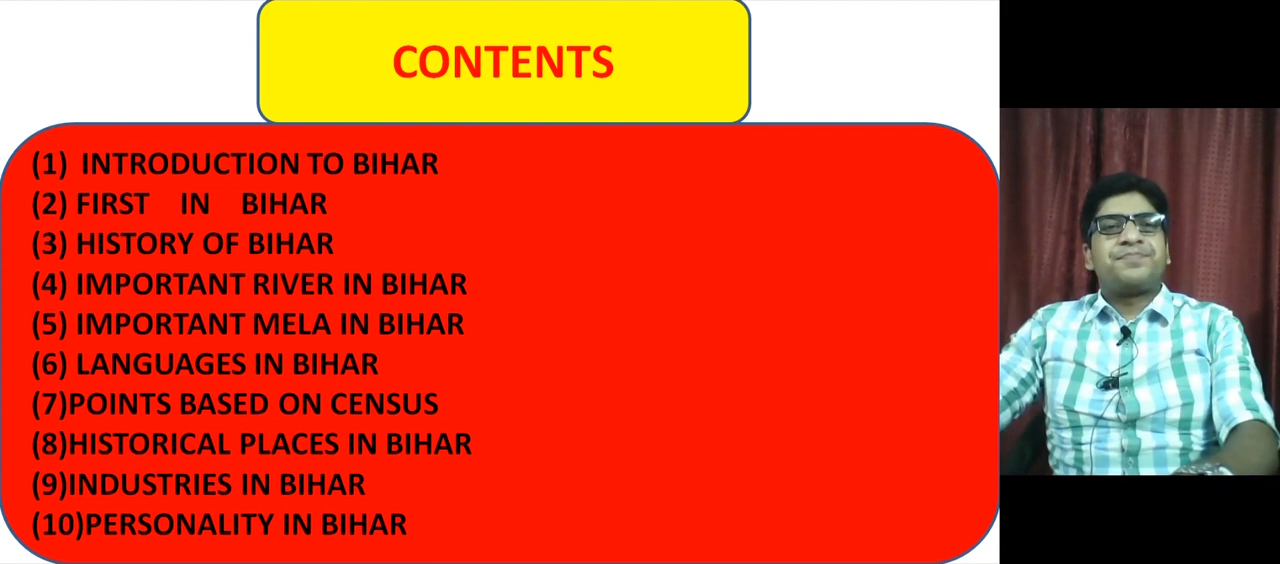 CONTENTS
(1) INTRODUCTION TO BIHAR
(2) FIRST IN BIHAR
(3) HISTORY OF BIHAR
(4) IMPORTANT RIVER IN BIHAR
(5) IMPORTANT MELA IN BIHAR
(6) LANGUAGES IN BIHAR
(7)POINTS BASED ON CENSUS
(8)HISTORICAL PLACES IN BIHAR
(9)INDUSTRIES IN BIHAR
(10)PERSONALITY IN BIHAR